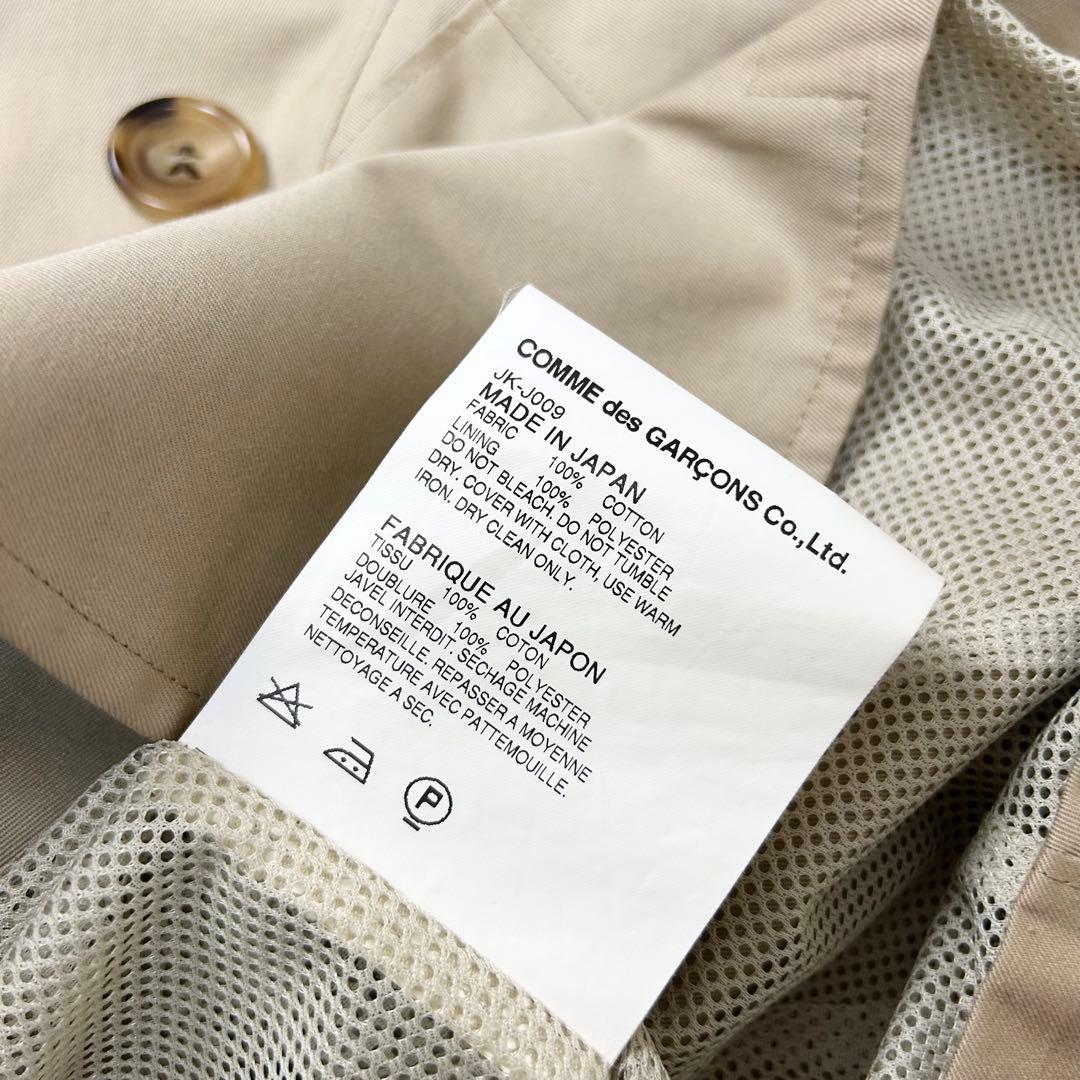 COMME des GARÇONS Co.,Ltd.
JK-J009
MADE IN JAPAN
FABRIC 100% COTTON
LINING 100% POLYESTER
DO NOT BLEACH, DO NOT TUMBLE
DRY. COVER WITH CLOTH, USE WARM
IRON. DRY CLEAN ONLY.
FABRIQUE AU JAPON
TISSU 100% COTON
DOUBLURE 100% POLYESTER
JAVEL INTERDIT. SECHAGE MACHINE
DECONSEILLE. REPASSER A MOYENNE
TEMPERATURE AVEC PATTEMOUILLE.
NETTOYAGE A SEC.
P